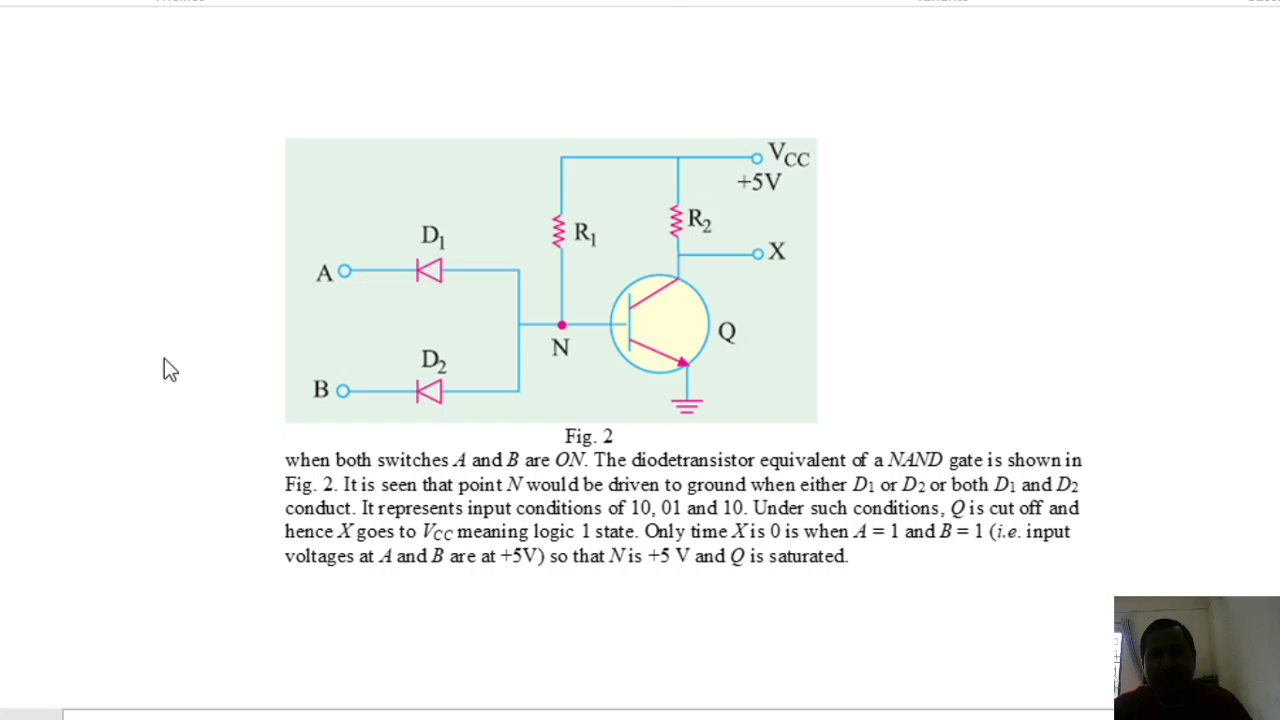 VCC
+5V
D1
R1
R2
A
X
Q
N
D2
B
Fig. 2
when both switches A and B are ON. The diodetransistor equivalent of a NAND gate is shown in
Fig. 2. It is seen that point N would be driven to ground when either D1 or D2 or both D1 and D2
conduct. It represents input conditions of 10, 01 and 10. Under such conditions, Q is cut off and
hence X goes to VCC meaning logic 1 state. Only time X is 0 is when A = 1 and B = 1 (i.e. input
voltages at A and B are at +5V) so that N is +5 V and Q is saturated.